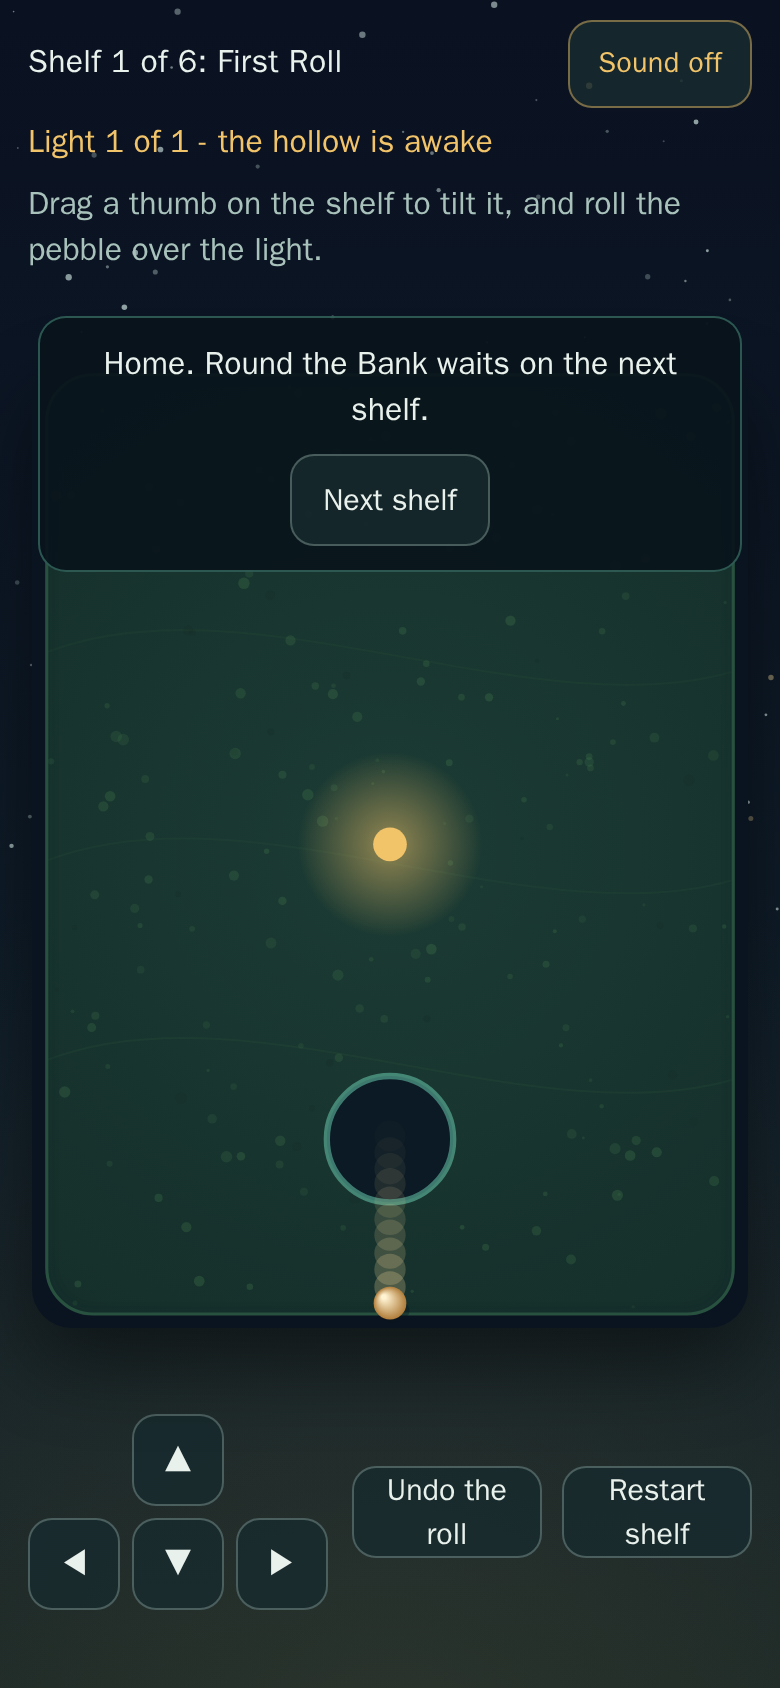 Shelf 1 of 6: First Roll
Sound off
Light 1 of 1 - the hollow is awake
Drag a thumb on the shelf to tilt it, and roll the
pebble over the light.
Home. Round the Bank waits on the next
shelf.
Next shelf
Undo the
roll
Restart
shelf